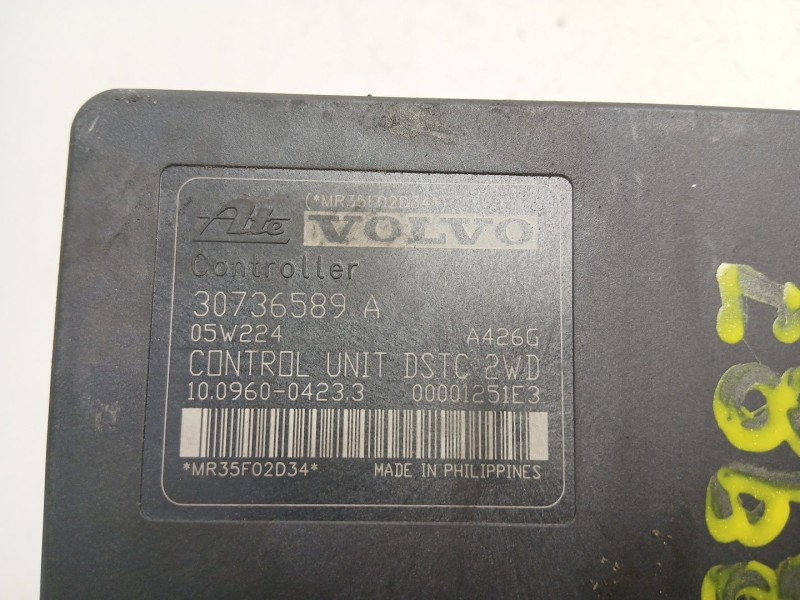 (*MR35F02D34*)
Ate VOLVO
Controller
30736589 A
05W224 A426G
CONTROL UNIT DSTC 2WD
10.0960-0423.3 00001251E3
*MR35F02D34* MADE IN PHILIPPINES